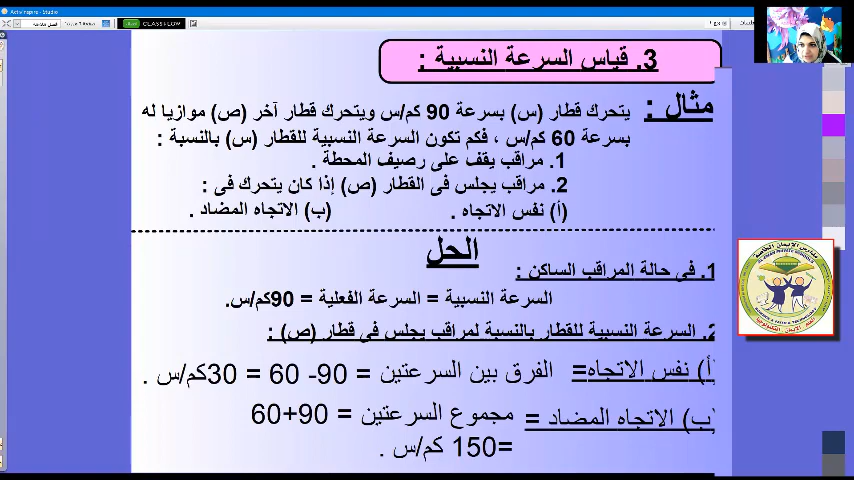 ActivInspire - Studio
CLASSFLOW
3. قياس السرعة النسبية :
مثال :
يتحرك قطار (س) بسرعة 90 كم/س ويتحرك قطار آخر (ص) موازيا له
بسرعة 60 كم/س ، فكم تكون السرعة النسبية للقطار (س) بالنسبة :
1. مراقب يقف على رصيف المحطة .
2. مراقب يجلس فى القطار (ص) إذا كان يتحرك فى :
(أ) نفس الاتجاه . (ب) الاتجاه المضاد .
الحل
1. فى حالة المراقب الساكن :
السرعة النسبية = السرعة الفعلية = 90كم/س.
2. السرعة النسبية للقطار بالنسبة لمراقب يجلس فى قطار (ص) :
أ) نفس الاتجاه= الفرق بين السرعتين = 90- 60 = 30كم/س .
ب) الاتجاه المضاد = مجموع السرعتين = 90+60
=150 كم/س .